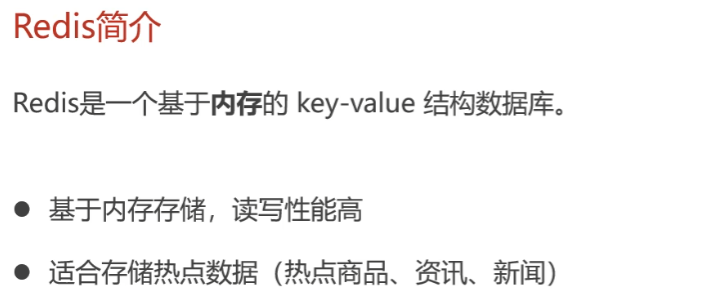 Redis简介
Redis是一个基于内存的 key-value 结构数据库。
● 基于内存存储，读写性能高
● 适合存储热点数据（热点商品、资讯、新闻）